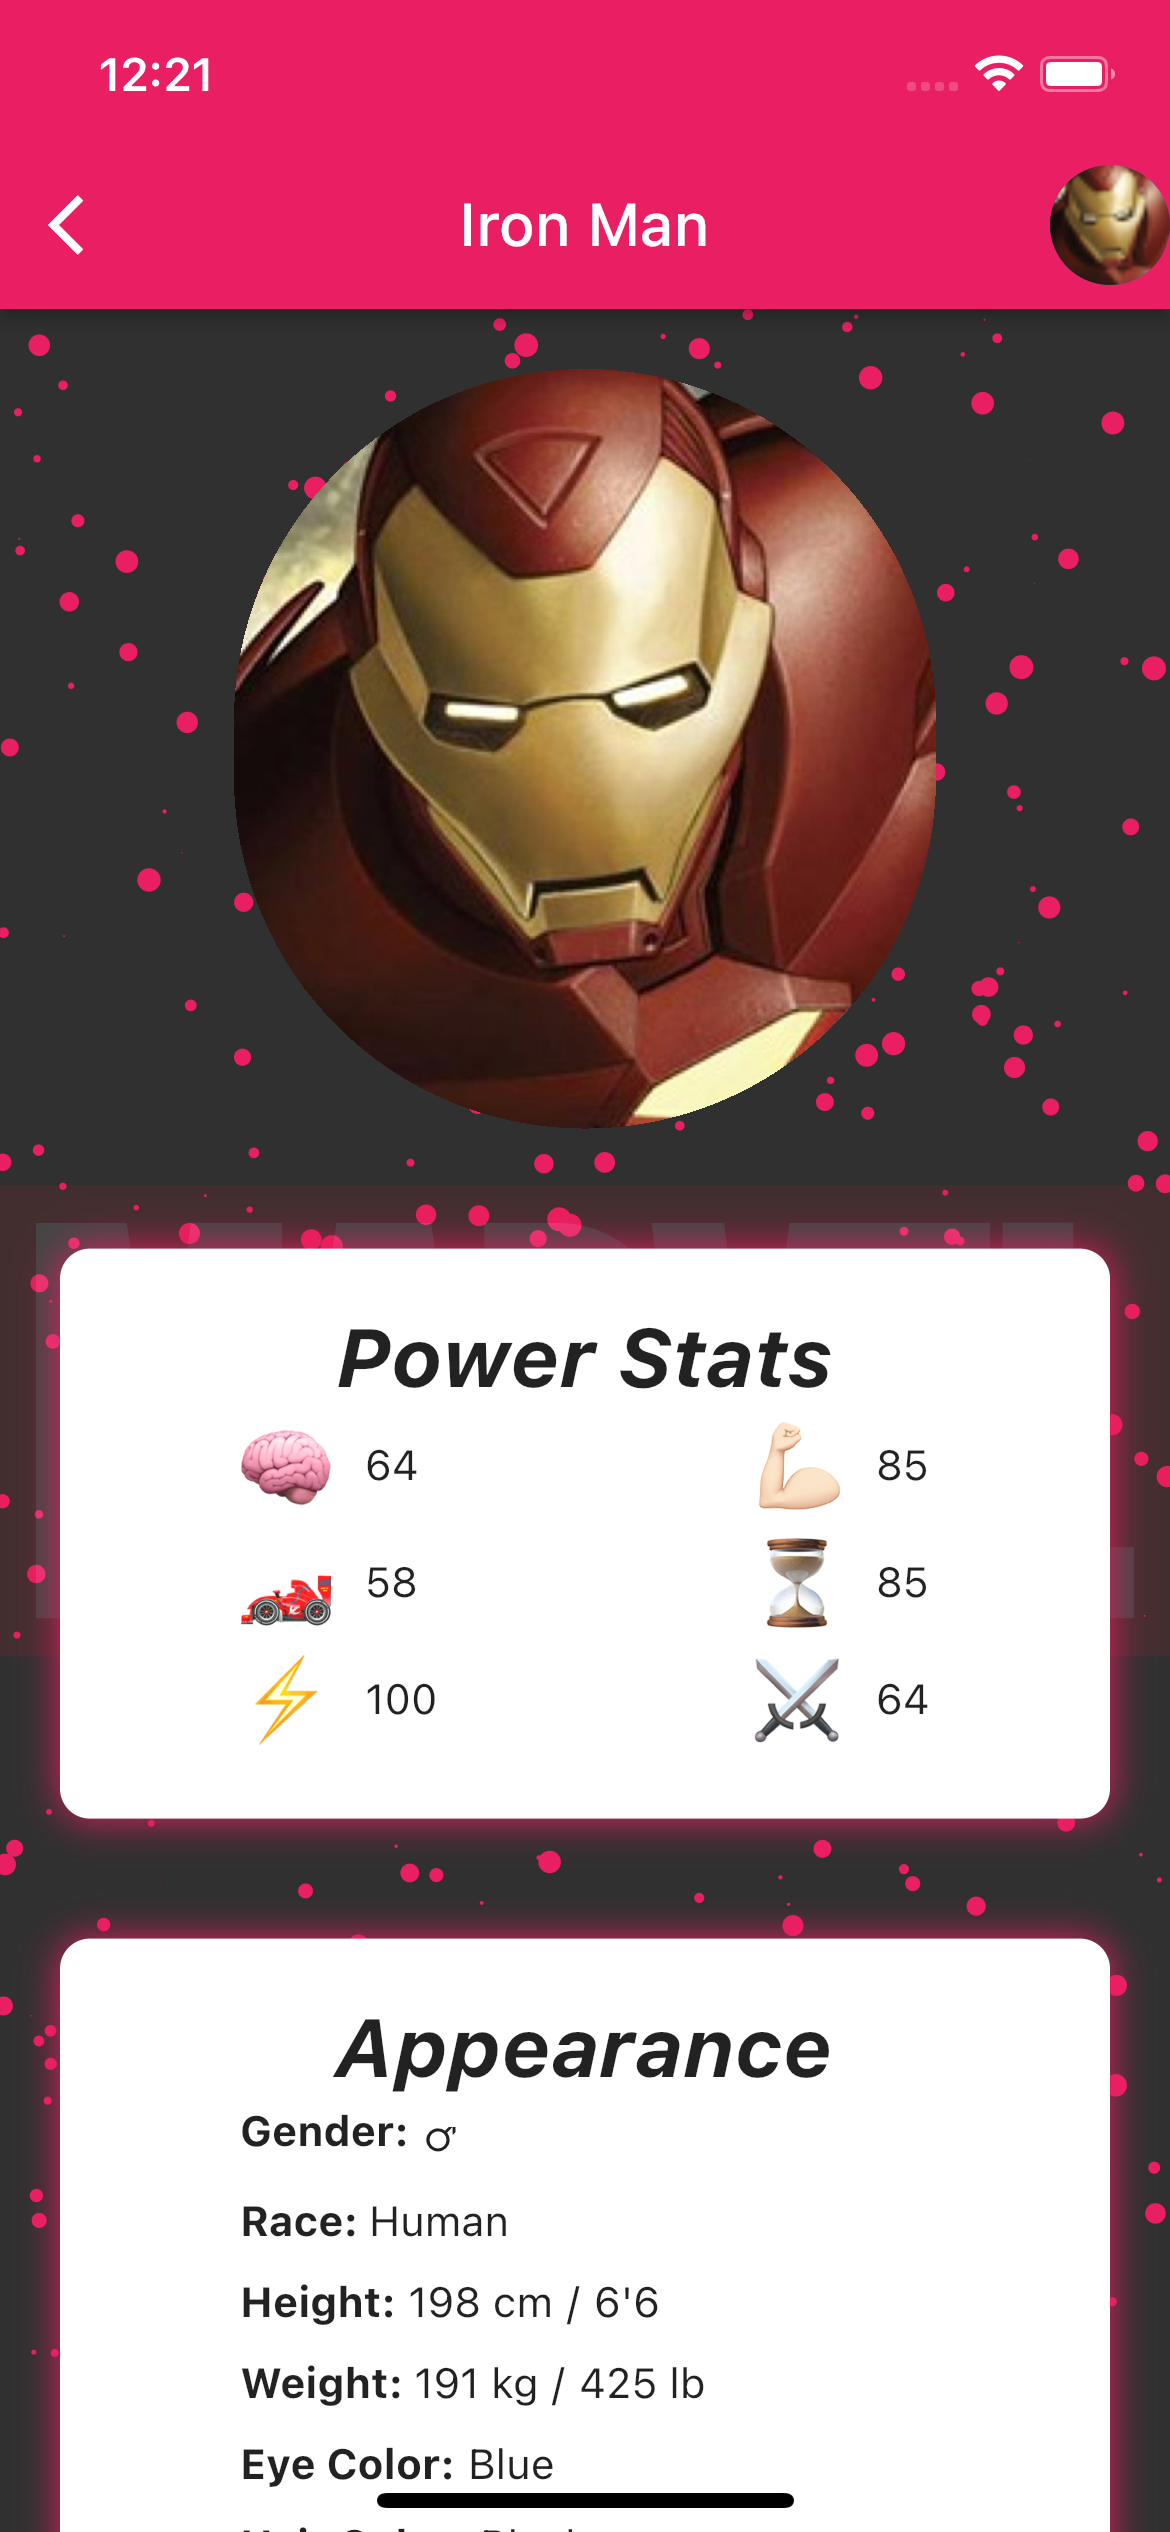 12:21
Iron Man
Power Stats
64 85
58 85
100 64
Appearance
Gender: ♂
Race: Human
Height: 198 cm / 6'6
Weight: 191 kg / 425 lb
Eye Color: Blue